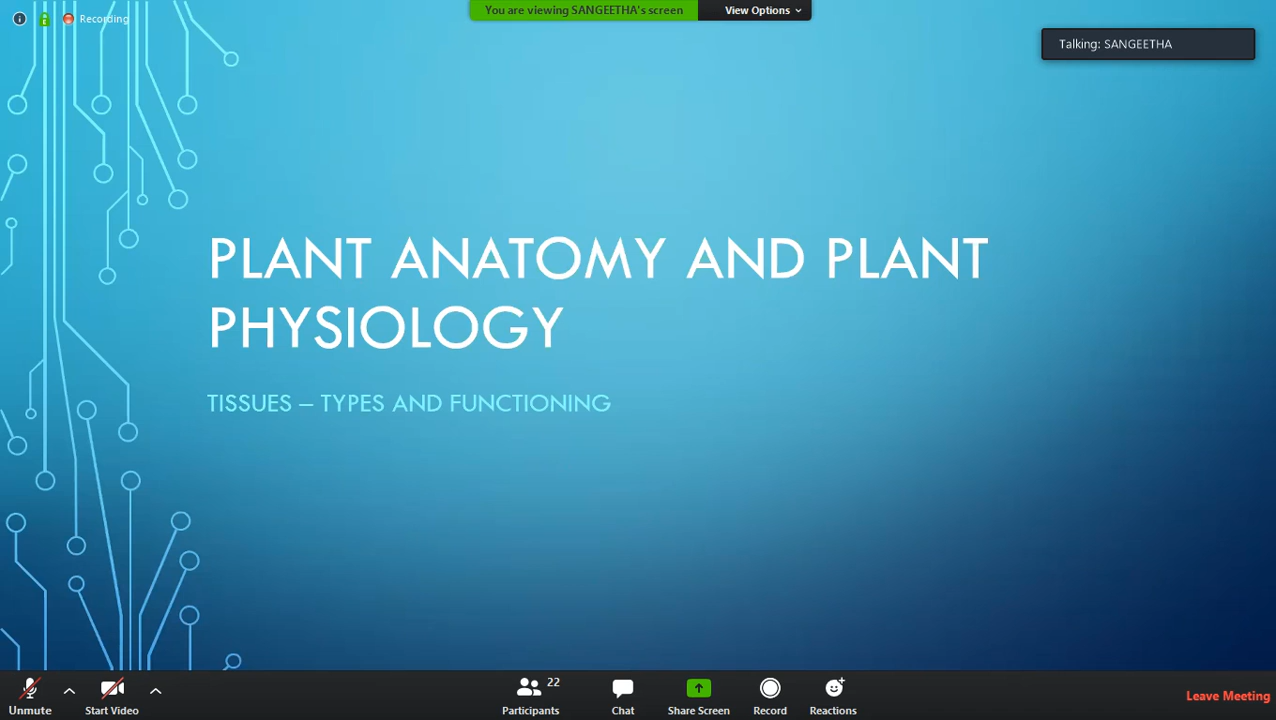 You are viewing SANGEETHA's screen View Options
Recording
Talking: SANGEETHA
PLANT ANATOMY AND PLANT
PHYSIOLOGY
TISSUES – TYPES AND FUNCTIONING
22
Unmute Start Video Participants Chat Share Screen Record Reactions Leave Meeting